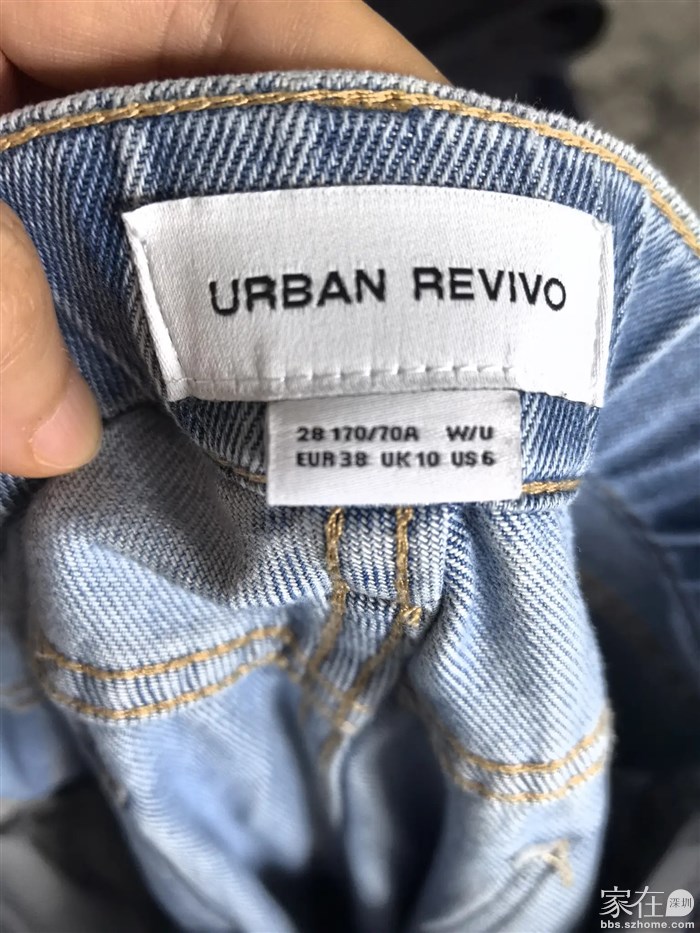 URBAN REVIVO
28 170/70A W/U
EUR 38 UK 10 US 6
家在深圳
bbs.szhome.com